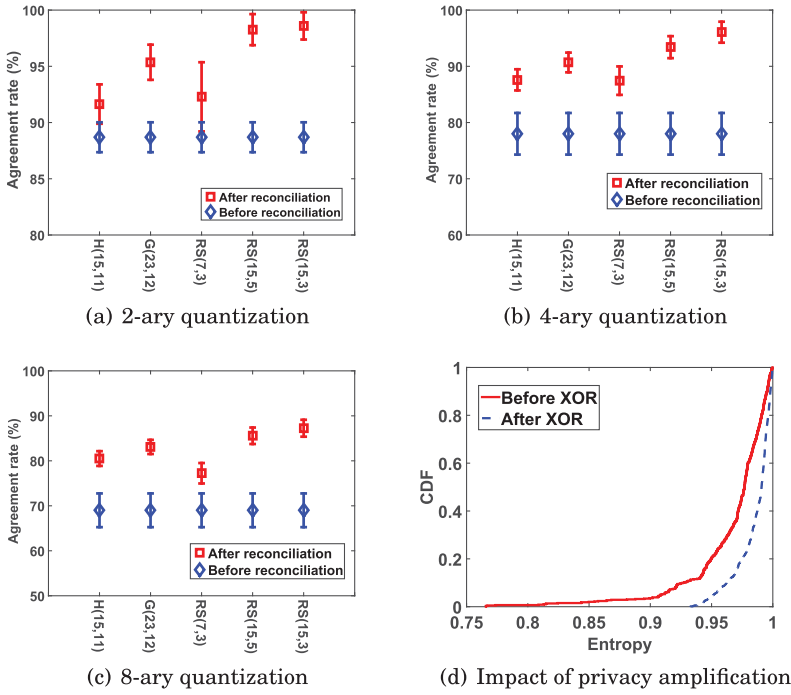 100
95
90
85
80
Agreement rate (%)
After reconciliation
Before reconciliation
H(15,11)
G(23,12)
RS(7,3)
RS(15,5)
RS(15,3)
(a) 2-ary quantization
100
90
80
70
60
Agreement rate (%)
After reconciliation
Before reconciliation
H(15,11)
G(23,12)
RS(7,3)
RS(15,5)
RS(15,3)
(b) 4-ary quantization
100
90
80
70
60
50
Agreement rate (%)
After reconciliation
Before reconciliation
H(15,11)
G(23,12)
RS(7,3)
RS(15,5)
RS(15,3)
(c) 8-ary quantization
1
0.8
0.6
0.4
0.2
0
CDF
Before XOR
After XOR
0.75 0.8 0.85 0.9 0.95 1
Entropy
(d) Impact of privacy amplification